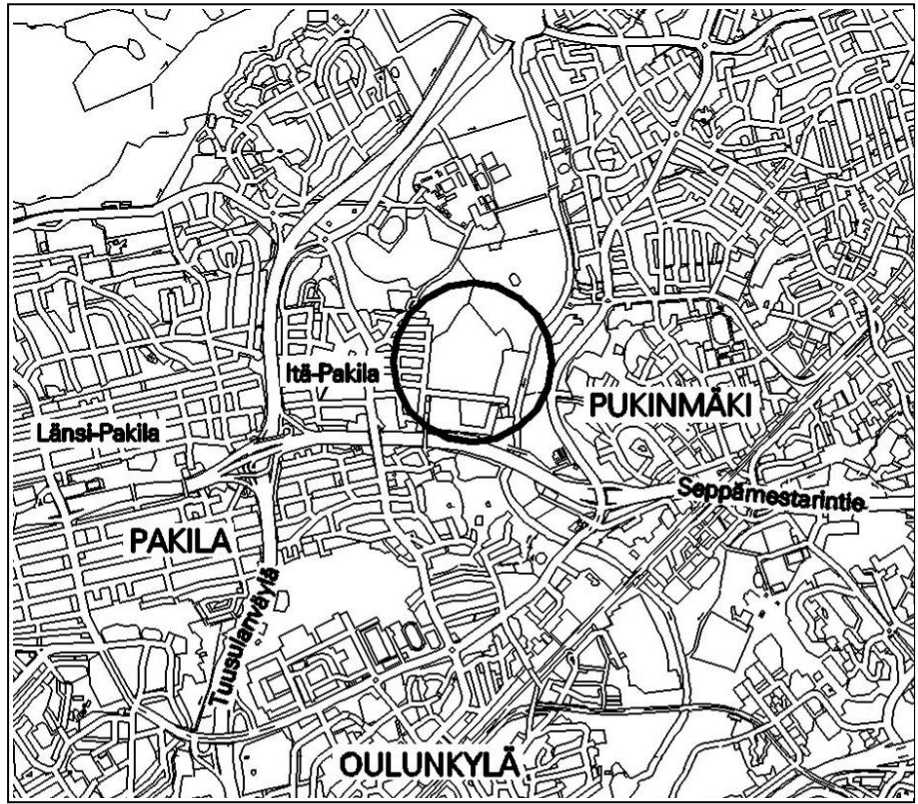 Itä-Pakila
PUKINMÄKI
Länsi-Pakila
Seppämestarintie
PAKILA
Tuusulanväylä
OULUNKYLÄ